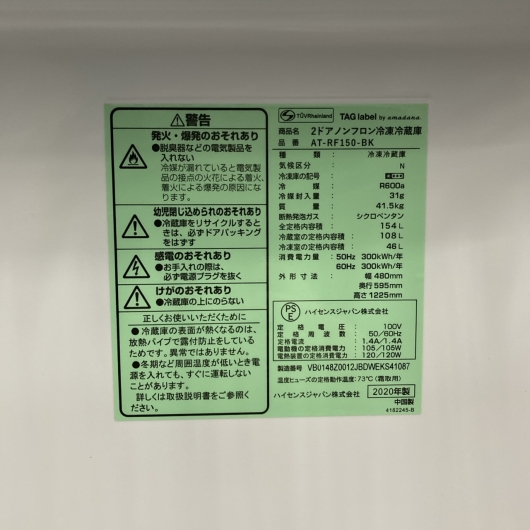 ⚠警告
発火・爆発のおそれあり
●脱臭器などの電気製品を
入れない
冷媒が漏れていると電気製品
の接点の火花による着火、
着火による爆発の原因にな
ります。
幼児閉じ込められのおそれあり
●冷蔵庫をリサイクルすると
きは、必ずドアパッキング
をはずす
感電のおそれあり
●お手入れの際は、
必ず電源プラグを抜く
けがのおそれあり
●冷蔵庫の上にのらない
正しくお使いいただくために
●冷蔵庫の表面が熱くなるのは、
放熱パイプで露付防止をしている
ためです。異常ではありません。
●冬期など周囲温度が低いとき電
源を入れても、すぐに運転しない
ことがあります。
詳しくは取扱説明書をご参照くだ
さい。
TÜVRheinland TAG label by amadana
商品名 2ドアノンフロン冷凍冷蔵庫
品番 AT-RF150-BK
種類 冷凍冷蔵庫
気候区分 N
冷凍庫の記号
冷媒 R600a
冷媒封入量 31g
質量 41.5kg
断熱発泡ガス シクロペンタン
全定格内容積 154L
冷蔵室の定格内容積 108L
冷凍室の定格内容積 46L
消費電力量 50Hz 300kWh/年
60Hz 300kWh/年
外形寸法 幅 480mm
奥行 595mm
高さ 1225mm
PSE ハイセンスジャパン株式会社
定格電圧 100V
定格周波数 50/60Hz
定格電流 1.4A/1.4A
電動機の定格消費電力 105/105W
電熱装置の定格消費電力 120/120W
製造番号 VB0148Z0012JBDWEKS41087
温度ヒューズの定格動作温度:73℃(霜取用)
ハイセンスジャパン株式会社 2020年製
中国製
4182245-B